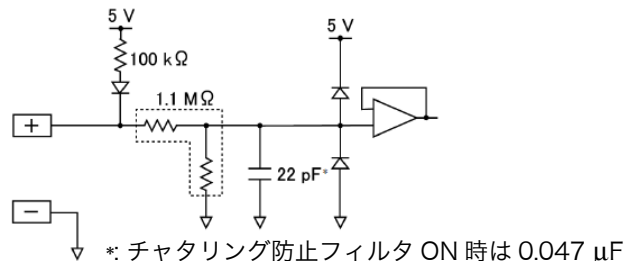 5 V
5 V
100 kΩ
1.1 MΩ
+
22 pF*
−
*: チャタリング防止フィルタ ON 時は 0.047 μF